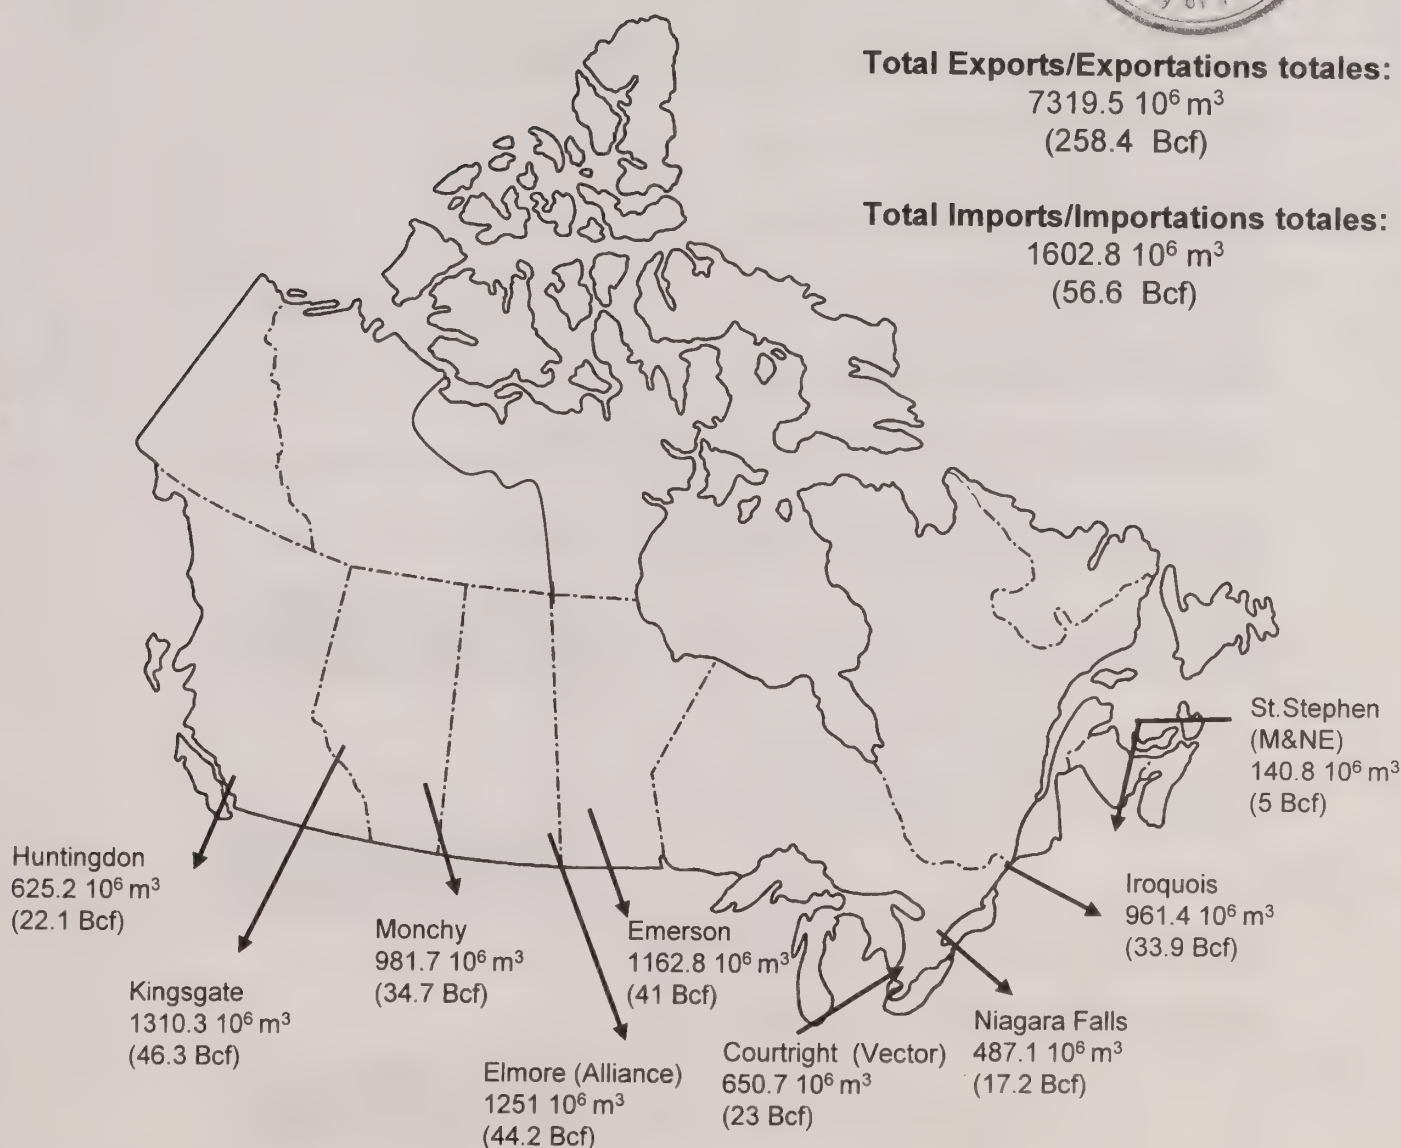 Total Exports/Exportations totales:
7319.5 10⁶ m³
(258.4 Bcf)
Total Imports/Importations totales:
1602.8 10⁶ m³
(56.6 Bcf)
St.Stephen
(M&NE)
140.8 10⁶ m³
(5 Bcf)
Huntingdon
625.2 10⁶ m³
(22.1 Bcf)
Kingsgate
1310.3 10⁶ m³
(46.3 Bcf)
Monchy
981.7 10⁶ m³
(34.7 Bcf)
Elmore (Alliance)
1251 10⁶ m³
(44.2 Bcf)
Emerson
1162.8 10⁶ m³
(41 Bcf)
Courtright (Vector)
650.7 10⁶ m³
(23 Bcf)
Niagara Falls
487.1 10⁶ m³
(17.2 Bcf)
Iroquois
961.4 10⁶ m³
(33.9 Bcf)